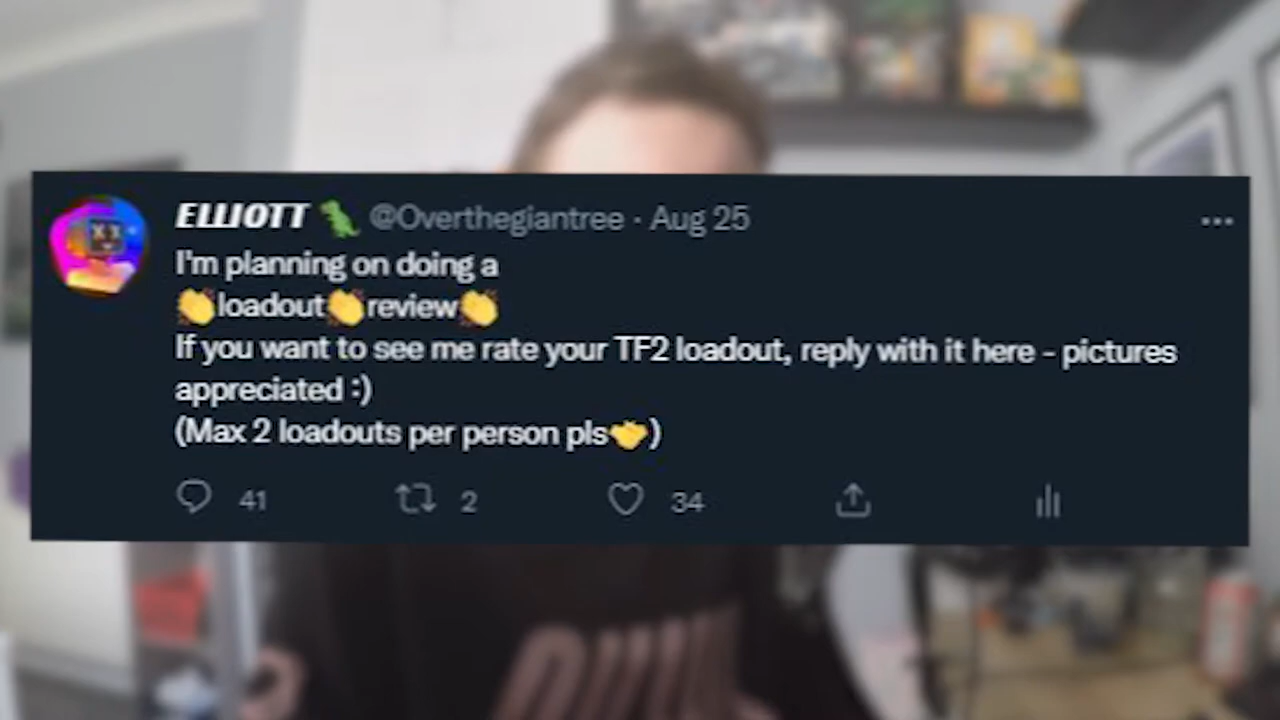 ELLIOTT 🦖 @Overthegiantree · Aug 25
I'm planning on doing a
👏loadout👏review👏
If you want to see me rate your TF2 loadout, reply with it here - pictures
appreciated :)
(Max 2 loadouts per person pls🤝)
41 2 34